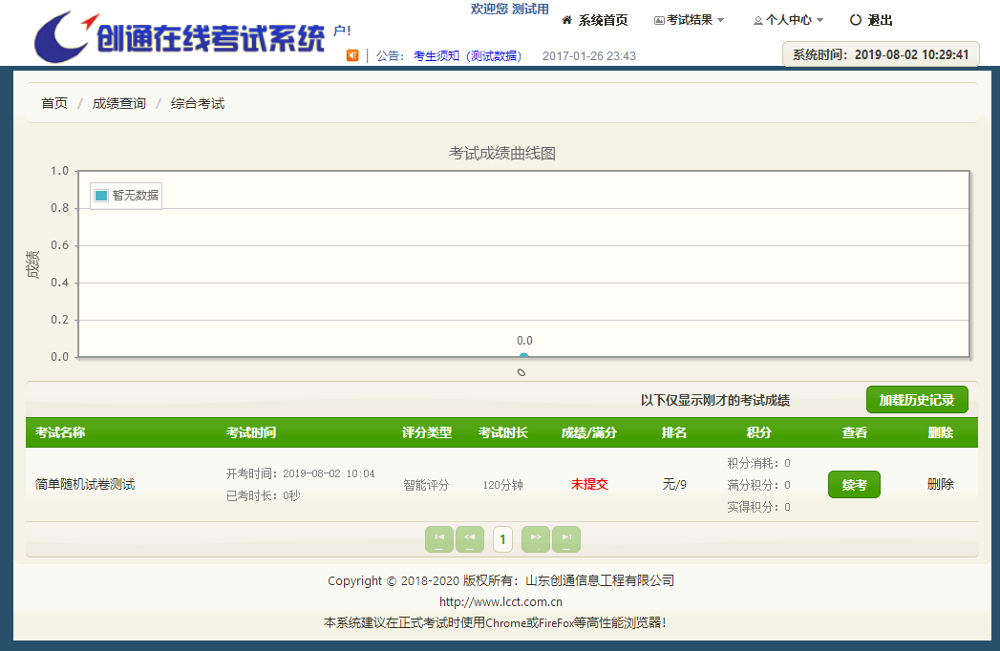 创通在线考试系统
欢迎您 测试用
户!
系统首页
考试结果
个人中心
退出
公告： 考生须知（测试数据） 2017-01-26 23:43
系统时间：2019-08-02 10:29:41
首页 / 成绩查询 / 综合考试
考试成绩曲线图
1.0
暂无数据
0.8
0.6
成绩
0.4
0.2
0.0
0.0
0
以下仅显示刚才的考试成绩
加载历史记录
考试名称 考试时间 评分类型 考试时长 成绩/满分 排名 积分 查看 删除
简单随机试卷测试
开考时间：2019-08-02 10:04
已考时长：0秒
智能评分
120分钟
未提交
无/9
积分消耗：0
满分积分：0
实得积分：0
续考
删除
1
Copyright © 2018-2020 版权所有：山东创通信息工程有限公司
http://www.lcct.com.cn
本系统建议在正式考试时使用Chrome或FireFox等高性能浏览器!